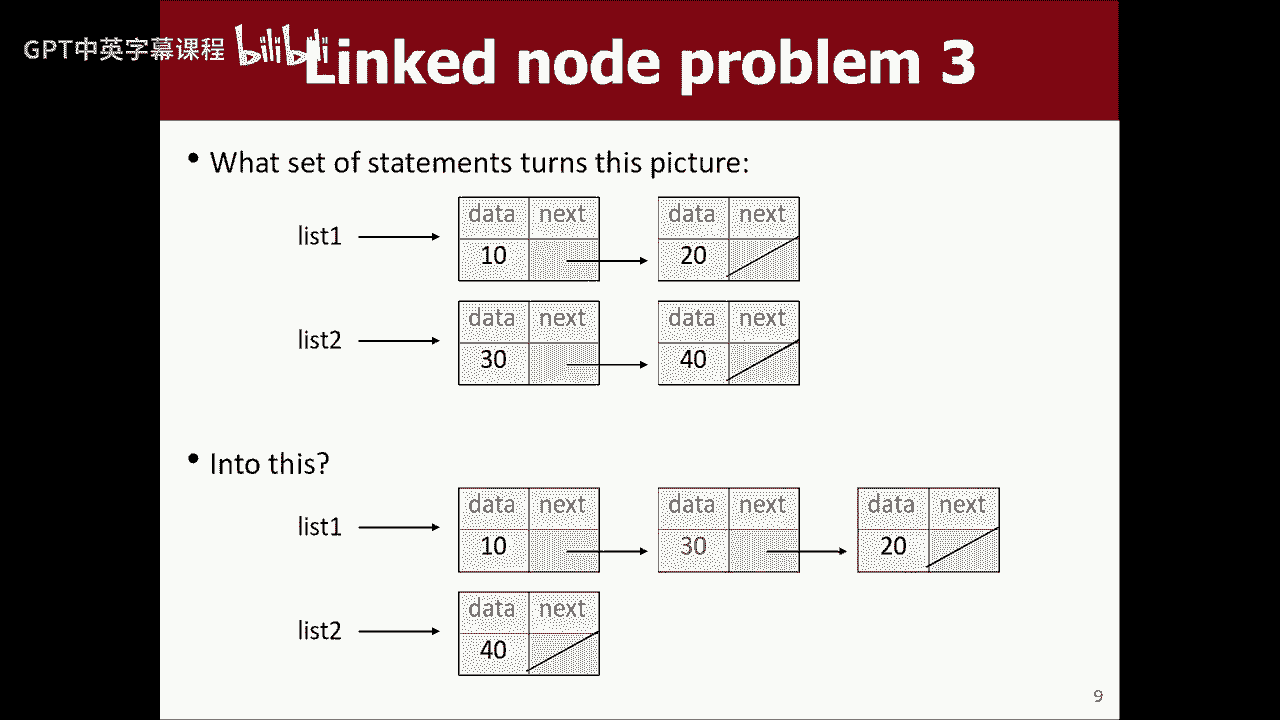 GPT中英字幕课程 bilibili
Linked node problem 3
• What set of statements turns this picture:
data next data next
list1
10 20
data next data next
list2
30 40
• Into this?
data next data next data next
list1
10 30 20
data next
list2
40
9